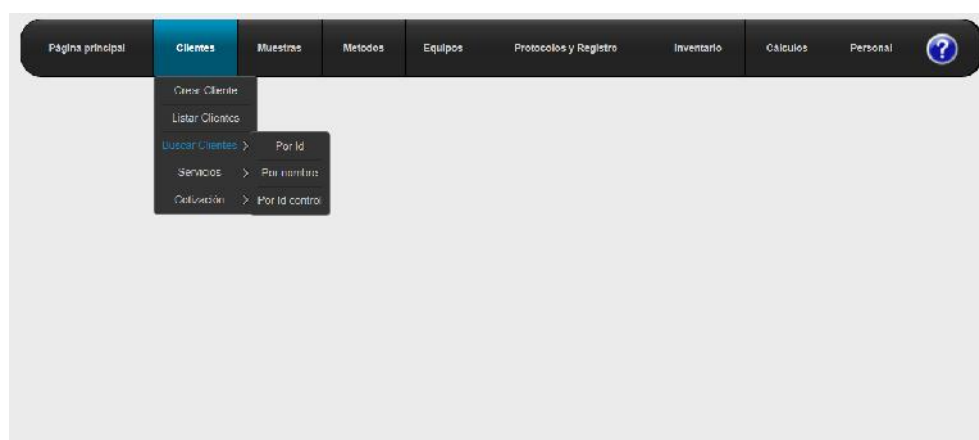 Página principal Clientes Muestras Metodos Equipos Protocolos y Registro Inventario Cálculos Personal ?
Crear Cliente
Listar Clientes
Buscar Clientes > Por Id
Servicios > Por nombre
Cotización > Por Id control